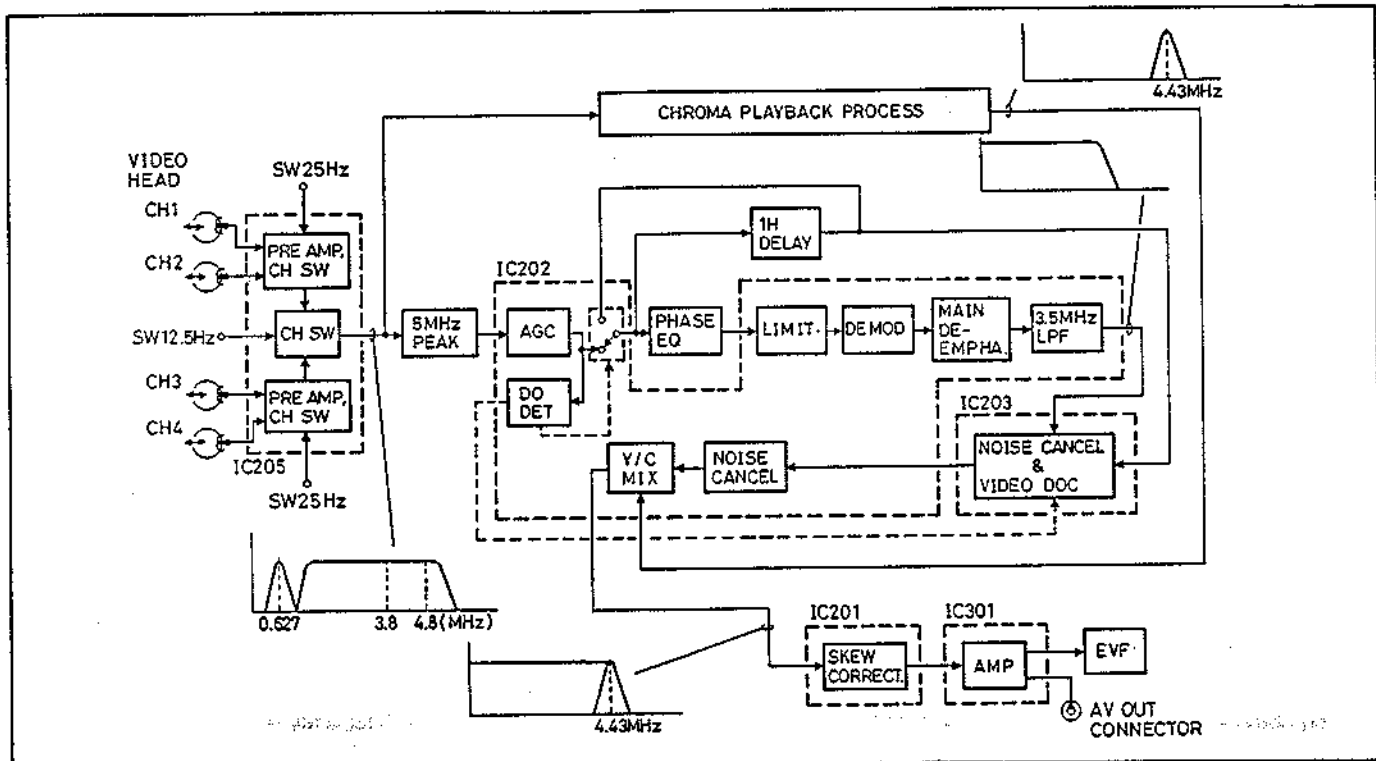 4.43MHz
CHROMA PLAYBACK PROCESS
VIDEO
HEAD
SW25Hz
CH1
PRE AMP,
CH SW
CH2
1H
DELAY
IC202
SW12.5Hz
CH SW
5MHz
PEAK
AGC
PHASE
EQ
LIMIT.
DEMOD
MAIN
DE-
EMPHA.
3.5MHz
LPF
CH3
PRE AMP,
CH SW
CH4
DO
DET
IC203
IC205
SW25Hz
Y/C
MIX
NOISE
CANCEL
NOISE CANCEL
&
VIDEO DOC
0.627
3.8
4.8(MHz)
IC201
IC301
SKEW
CORRECT.
AMP
EVF
4.43MHz
AV OUT
CONNECTOR